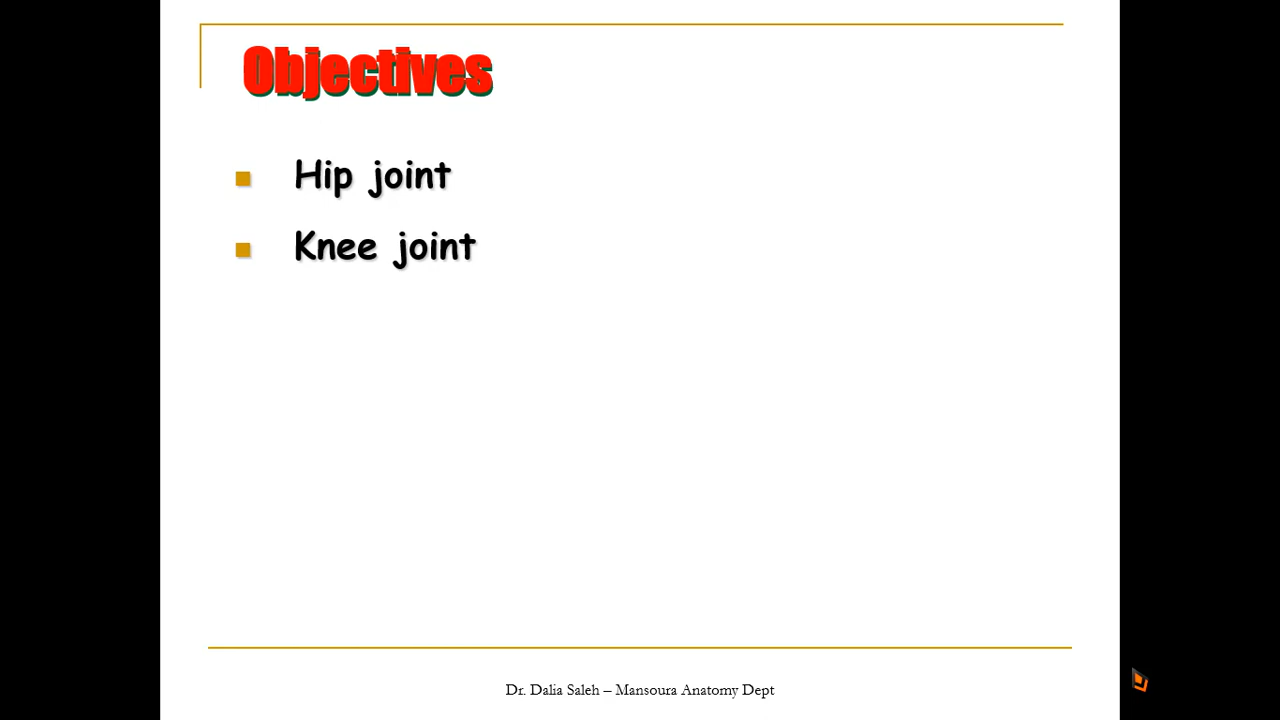 Objectives
Hip joint
Knee joint
Dr. Dalia Saleh – Mansoura Anatomy Dept